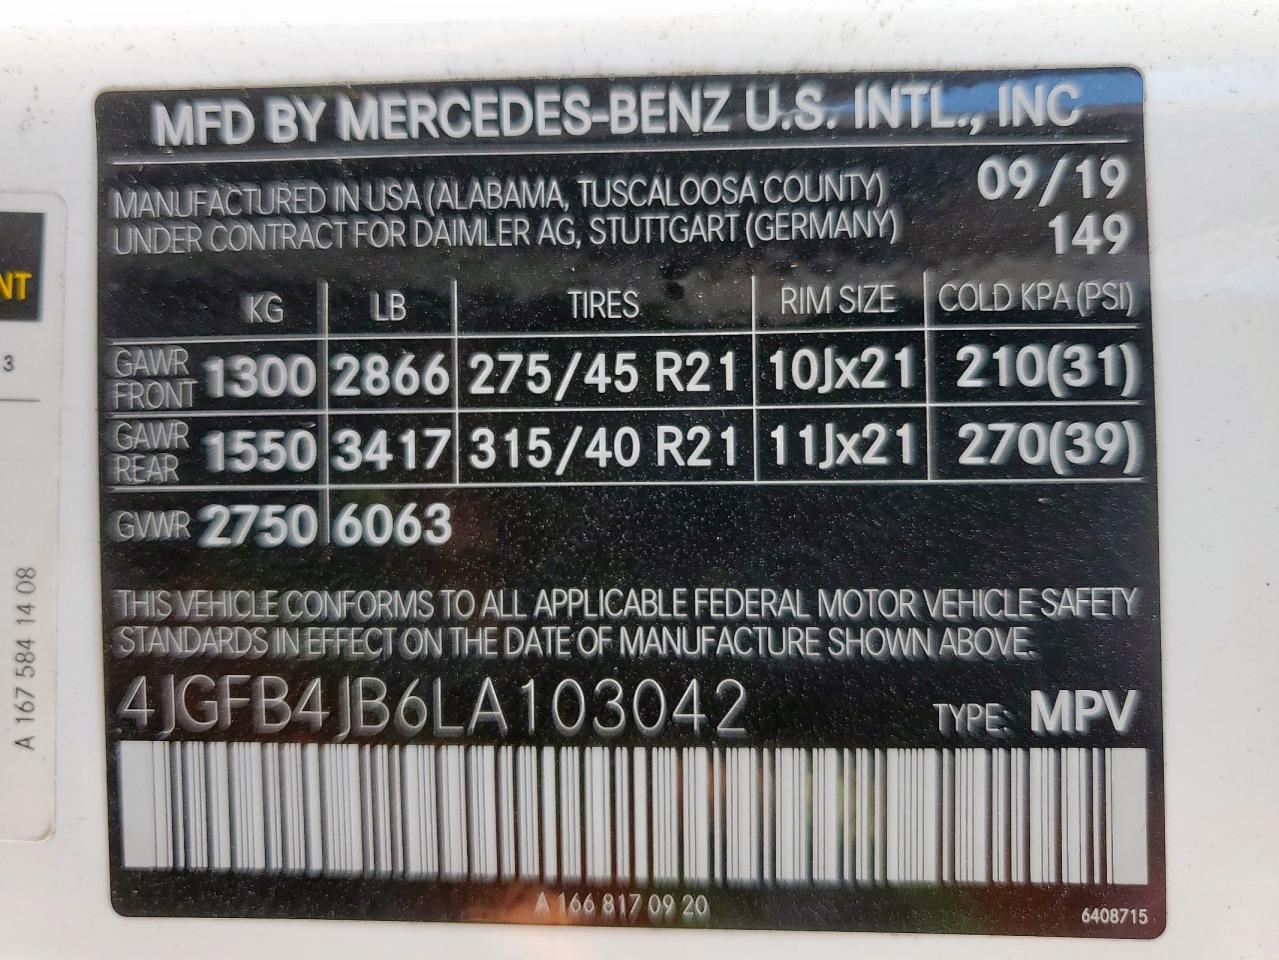 MFD BY MERCEDES-BENZ U.S. INTL., INC
MANUFACTURED IN USA (ALABAMA, TUSCALOOSA COUNTY) 09/19
UNDER CONTRACT FOR DAIMLER AG, STUTTGART (GERMANY) 149
KG LB TIRES RIM SIZE COLD KPA (PSI)
GAWR FRONT 1300 2866 275/45 R21 10Jx21 210(31)
GAWR REAR 1550 3417 315/40 R21 11Jx21 270(39)
GVWR 2750 6063
THIS VEHICLE CONFORMS TO ALL APPLICABLE FEDERAL MOTOR VEHICLE SAFETY
STANDARDS IN EFFECT ON THE DATE OF MANUFACTURE SHOWN ABOVE.
4JGFB4JB6LA103042 TYPE: MPV
A 166 817 09 20
6408715
NT
3
A 167 584 14 08